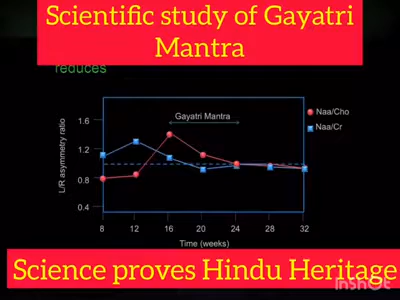 Scientific study of Gayatri
Mantra
reduces
Gayatri Mantra
Naa/Cho
Naa/Cr
L/R asymmetry ratio
1.6
1.2
0.8
0.4
8 12 16 20 24 28 32
Time (weeks)
Science proves Hindu Heritage
InShot